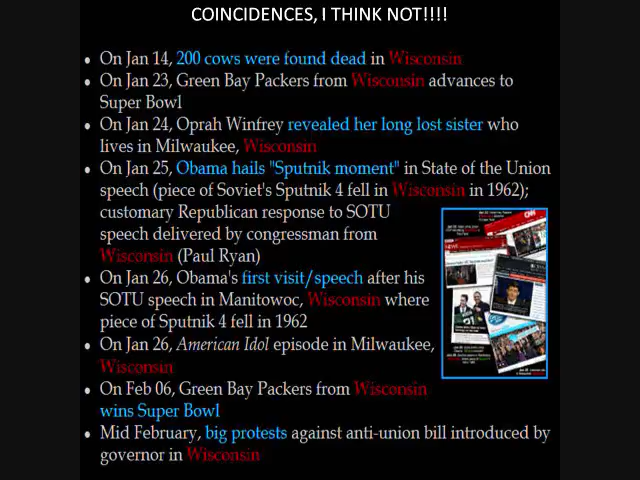 COINCIDENCES, I THINK NOT!!!!
• On Jan 14, 200 cows were found dead in Wisconsin
• On Jan 23, Green Bay Packers from Wisconsin advances to
Super Bowl
• On Jan 24, Oprah Winfrey revealed her long lost sister who
lives in Milwaukee, Wisconsin
• On Jan 25, Obama hails "Sputnik moment" in State of the Union
speech (piece of Soviet's Sputnik 4 fell in Wisconsin in 1962);
customary Republican response to SOTU
speech delivered by congressman from
Wisconsin (Paul Ryan)
• On Jan 26, Obama's first visit/speech after his
SOTU speech in Manitowoc, Wisconsin where
piece of Sputnik 4 fell in 1962
• On Jan 26, American Idol episode in Milwaukee,
Wisconsin
• On Feb 06, Green Bay Packers from Wisconsin
wins Super Bowl
• Mid February, big protests against anti-union bill introduced by
governor in Wisconsin
CNN